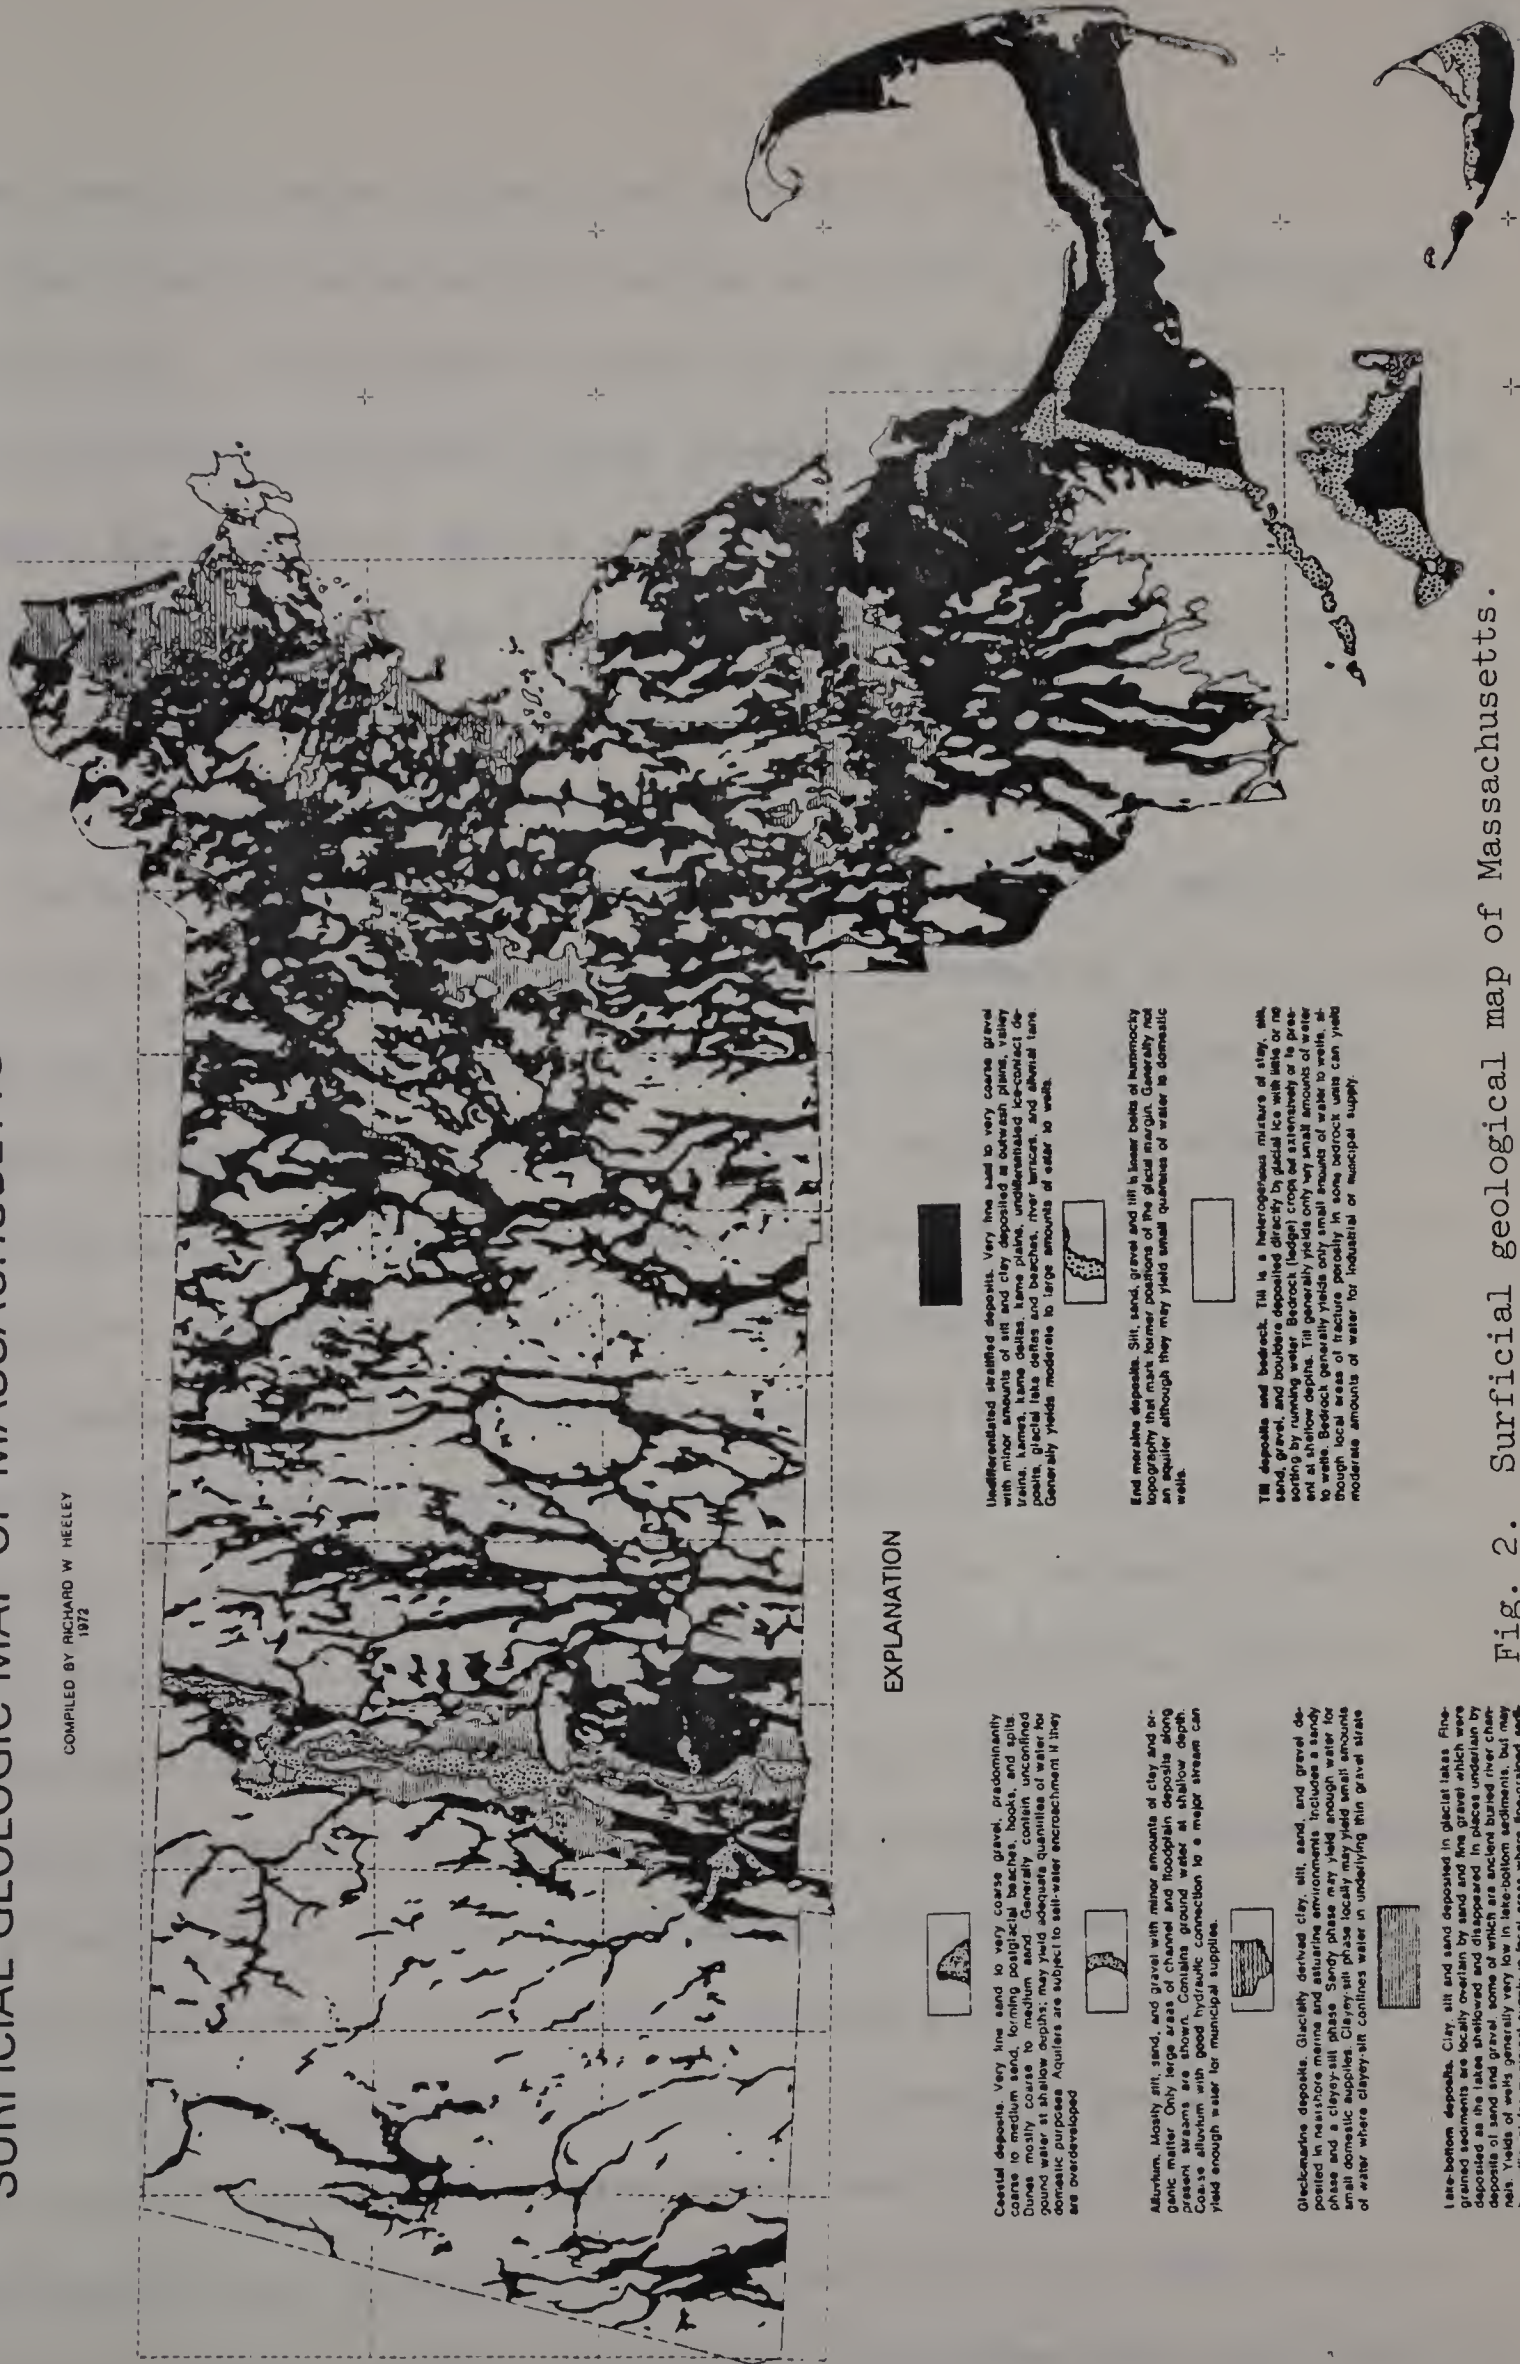 SURFICIAL GEOLOGIC MAP OF MASSACHUSETTS
COMPILED BY RICHARD W HEELEY
1972
EXPLANATION
Coastal deposits. Very fine sand to very coarse gravel, predominantly
coarse to medium sand, forming postglacial beaches, hooks, and spits.
Dunes mostly coarse to medium sand. Generally contain unconfined
gound water at shallow depths; may yield adequate quantities of water for
domestic purposes Aquifers are subject to salt-water encroachment if they
are overdeveloped
Alluvium. Mostly silt, sand, and gravel with minor amounts of clay and or-
ganic matter Only large areas of channel and floodplain deposits along
present streams are shown. Contains ground water at shallow depth.
Coarse alluvium with good hydraulic connection to a major stream can
yield enough water for municipal supplies.
Glaciomarine deposits. Glacially derived clay, silt, sand, and gravel de-
posited in nearshore marine and estuarine environments Includes a sandy
phase and a clayey-silt phase Sandy phase may yield enough water for
small domestic supplies. Clayey-silt phase locally may yield small amounts
of water where clayey-silt confines water in underlying thin gravel strata
Lake-bottom deposits. Clay, silt and sand deposited in glacial lakes Fine-
grained sediments are locally overlain by sand and fine gravel which were
deposited as the lakes shallowed and disappeared In places underlain by
deposits of sand and gravel, some of which are ancient buried river chan-
nels. Yields of wells generally very low in lake-bottom sediments, but may
Undifferentiated stratified deposits. Very fine sand to very coarse gravel
with minor amounts of silt and clay deposited as outwash plains, valley
trains, kames, kame deltas, kame plains, undifferentiated ice-contact de-
posits, glacial lake deltas and beaches, river terraces, and alluvial fans.
Generally yields moderate to large amounts of water to wells.
End moraine deposits. Silt, sand, gravel and till in linear belts of hummocky
topography that mark former positions of the glacial margin. Generally not
an aquifer although they may yield small quantities of water to domestic
wells.
Till deposits and bedrock. Till is a heterogenous mixture of clay, silt,
sand, gravel, and boulders deposited directly by glacial ice with little or no
sorting by running water Bedrock (ledge) crops out extensively or is pres-
ent at shallow depths. Till generally yields only very small amounts of water
to wells. Bedrock generally yields only small amounts of water to wells, al-
though local areas of fracture porosity in some bedrock units can yield
moderate amounts of water for industrial or municipal supply.
Fig. 2. Surficial geological map of Massachusetts.